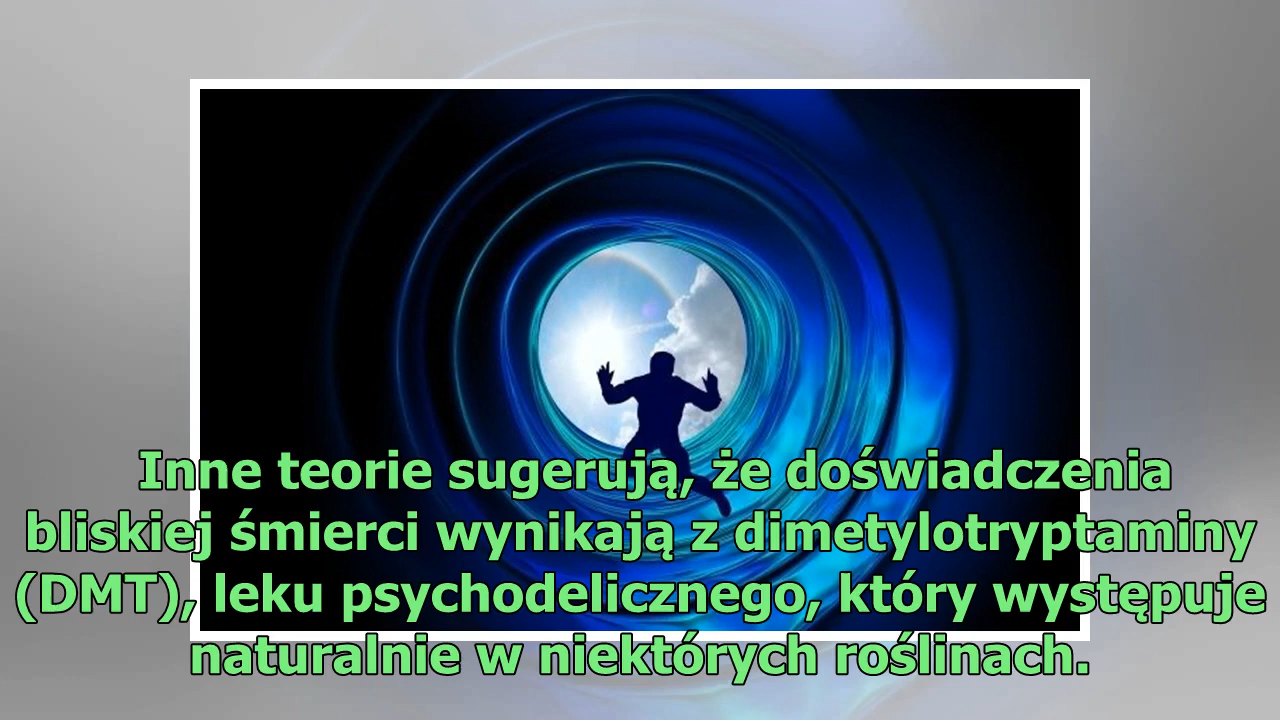 Inne teorie sugerują, że doświadczenia
bliskiej śmierci wynikają z dimetylotryptaminy
(DMT), leku psychodelicznego, który występuje
naturalnie w niektórych roślinach.